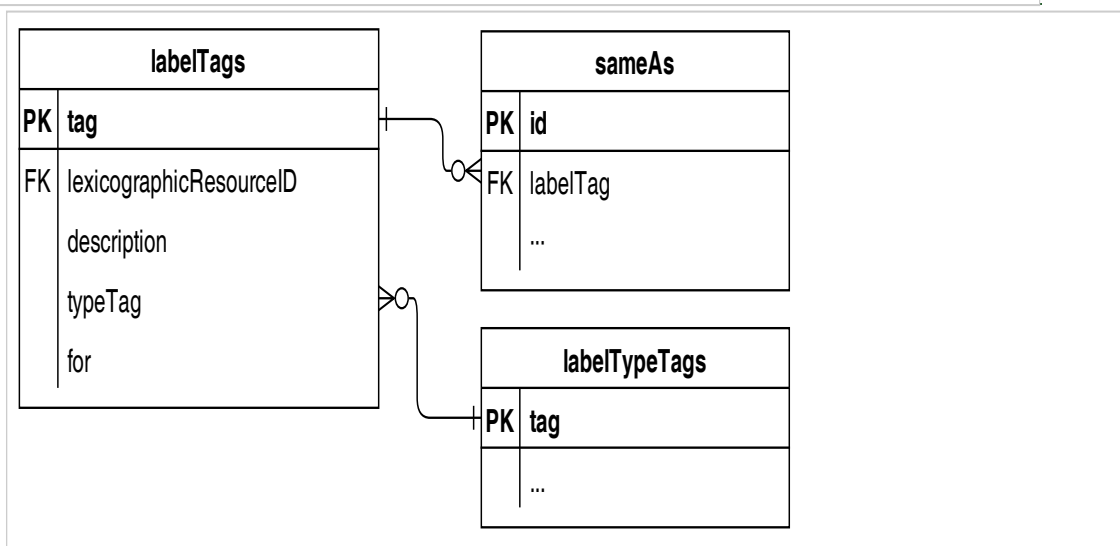 labelTags
PK tag
FK lexicographicResourceID
description
typeTag
for
sameAs
PK id
FK labelTag
...
labelTypeTags
PK tag
...